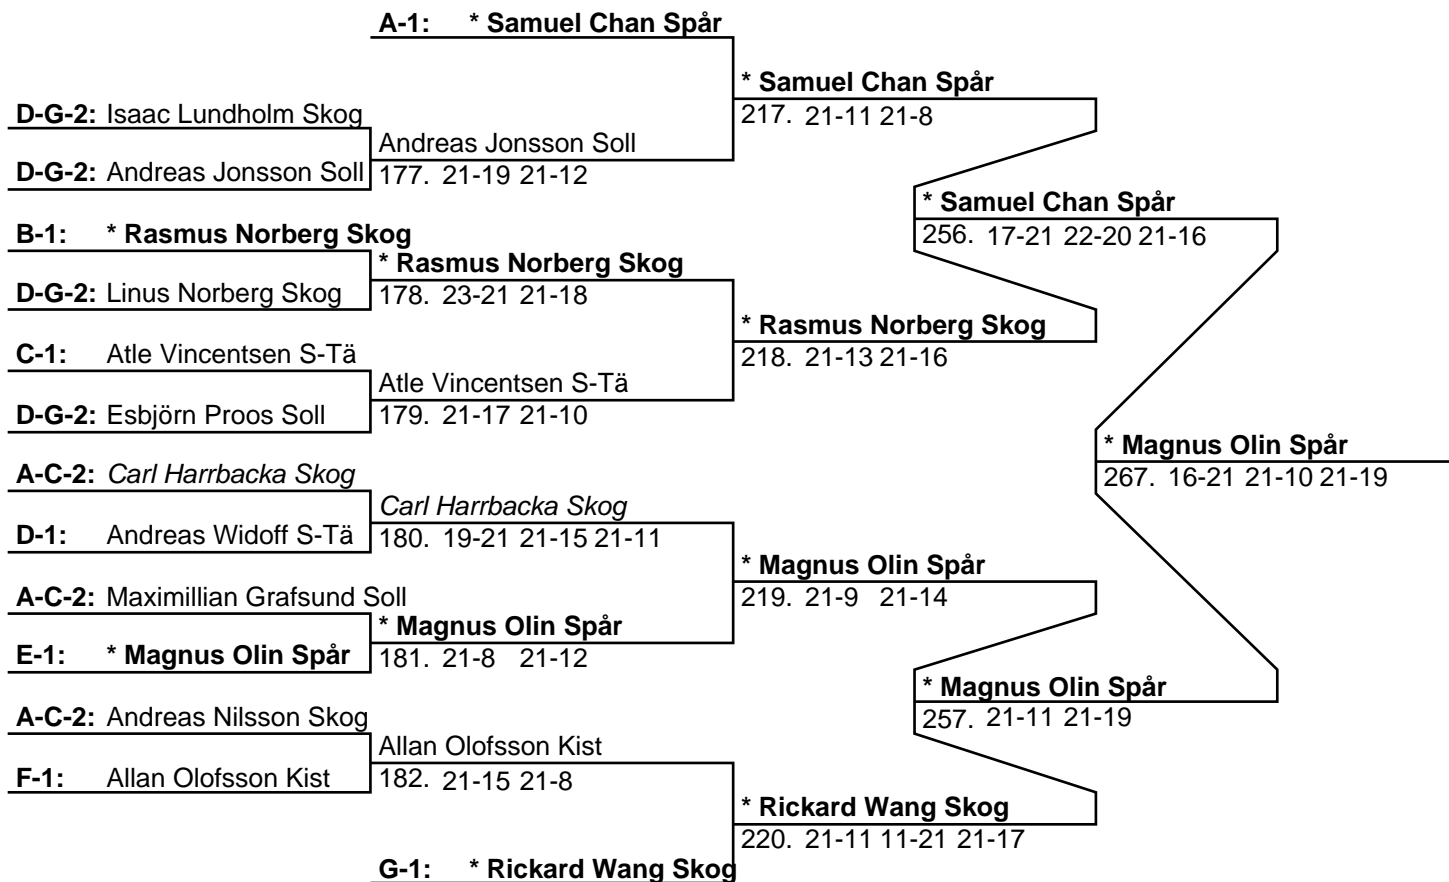 A-1: * Samuel Chan Spår
* Samuel Chan Spår
217. 21-11 21-8
D-G-2: Isaac Lundholm Skog
Andreas Jonsson Soll
D-G-2: Andreas Jonsson Soll
177. 21-19 21-12
* Samuel Chan Spår
256. 17-21 22-20 21-16
B-1: * Rasmus Norberg Skog
* Rasmus Norberg Skog
D-G-2: Linus Norberg Skog
178. 23-21 21-18
* Rasmus Norberg Skog
218. 21-13 21-16
C-1: Atle Vincentsen S-Tä
Atle Vincentsen S-Tä
D-G-2: Esbjörn Proos Soll
179. 21-17 21-10
* Magnus Olin Spår
267. 16-21 21-10 21-19
A-C-2: Carl Harrbacka Skog
Carl Harrbacka Skog
D-1: Andreas Widoff S-Tä
180. 19-21 21-15 21-11
* Magnus Olin Spår
219. 21-9 21-14
A-C-2: Maximillian Grafsund Soll
* Magnus Olin Spår
E-1: * Magnus Olin Spår
181. 21-8 21-12
* Magnus Olin Spår
257. 21-11 21-19
A-C-2: Andreas Nilsson Skog
Allan Olofsson Kist
F-1: Allan Olofsson Kist
182. 21-15 21-8
* Rickard Wang Skog
220. 21-11 11-21 21-17
G-1: * Rickard Wang Skog